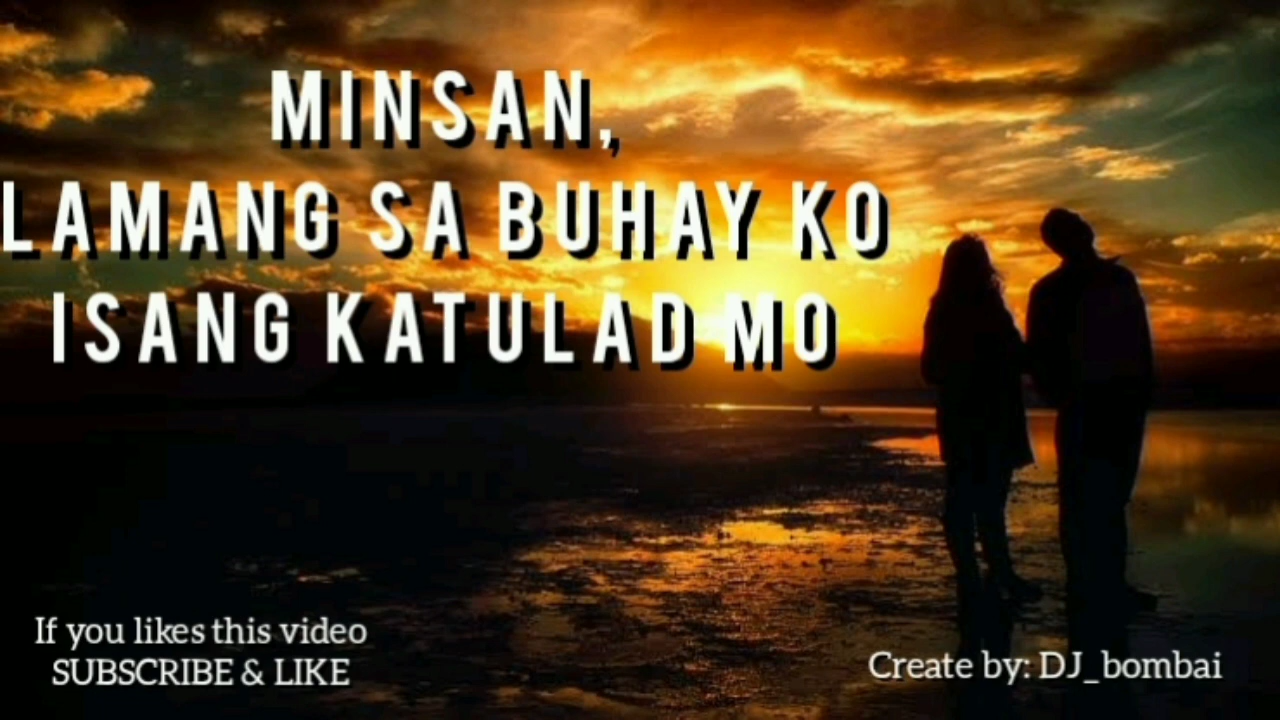 MINSAN,
LAMANG SA BUHAY KO
ISANG KATULAD MO
If you likes this video
SUBSCRIBE & LIKE
Create by: DJ_bombai